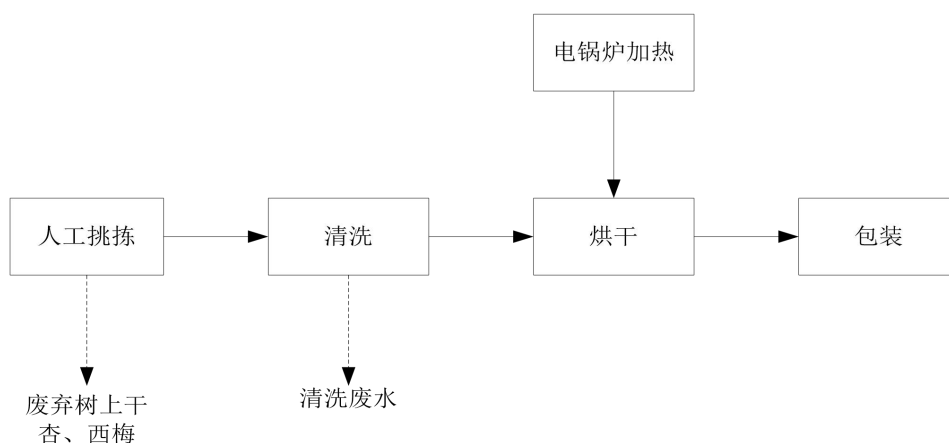 电锅炉加热
人工挑拣
清洗
烘干
包装
废弃树上干
杏、西梅
清洗废水